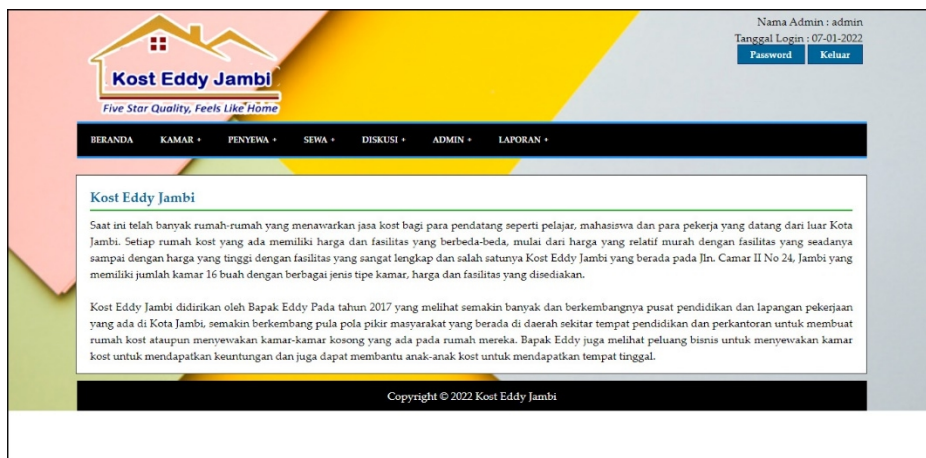 Kost Eddy Jambi
Five Star Quality, Feels Like Home
Nama Admin : admin
Tanggal Login : 07-01-2022
Password Keluar
BERANDA KAMAR + PENYEWA + SEWA + DISKUSI + ADMIN + LAPORAN +
Kost Eddy Jambi
Saat ini telah banyak rumah-rumah yang menawarkan jasa kost bagi para pendatang seperti pelajar, mahasiswa dan para pekerja yang datang dari luar Kota
Jambi. Setiap rumah kost yang ada memiliki harga dan fasilitas yang berbeda-beda, mulai dari harga yang relatif murah dengan fasilitas yang seadanya
sampai dengan harga yang tinggi dengan fasilitas yang sangat lengkap dan salah satunya Kost Eddy Jambi yang berada pada Jln. Camar II No 24, Jambi yang
memiliki jumlah kamar 16 buah dengan berbagai jenis tipe kamar, harga dan fasilitas yang disediakan.
Kost Eddy Jambi didirikan oleh Bapak Eddy Pada tahun 2017 yang melihat semakin banyak dan berkembangnya pusat pendidikan dan lapangan pekerjaan
yang ada di Kota Jambi, semakin berkembang pula pola pikir masyarakat yang berada di daerah sekitar tempat pendidikan dan perkantoran untuk membuat
rumah kost ataupun menyewakan kamar-kamar kosong yang ada pada rumah mereka. Bapak Eddy juga melihat peluang bisnis untuk menyewakan kamar
kost untuk mendapatkan keuntungan dan juga dapat membantu anak-anak kost untuk mendapatkan tempat tinggal.
Copyright © 2022 Kost Eddy Jambi